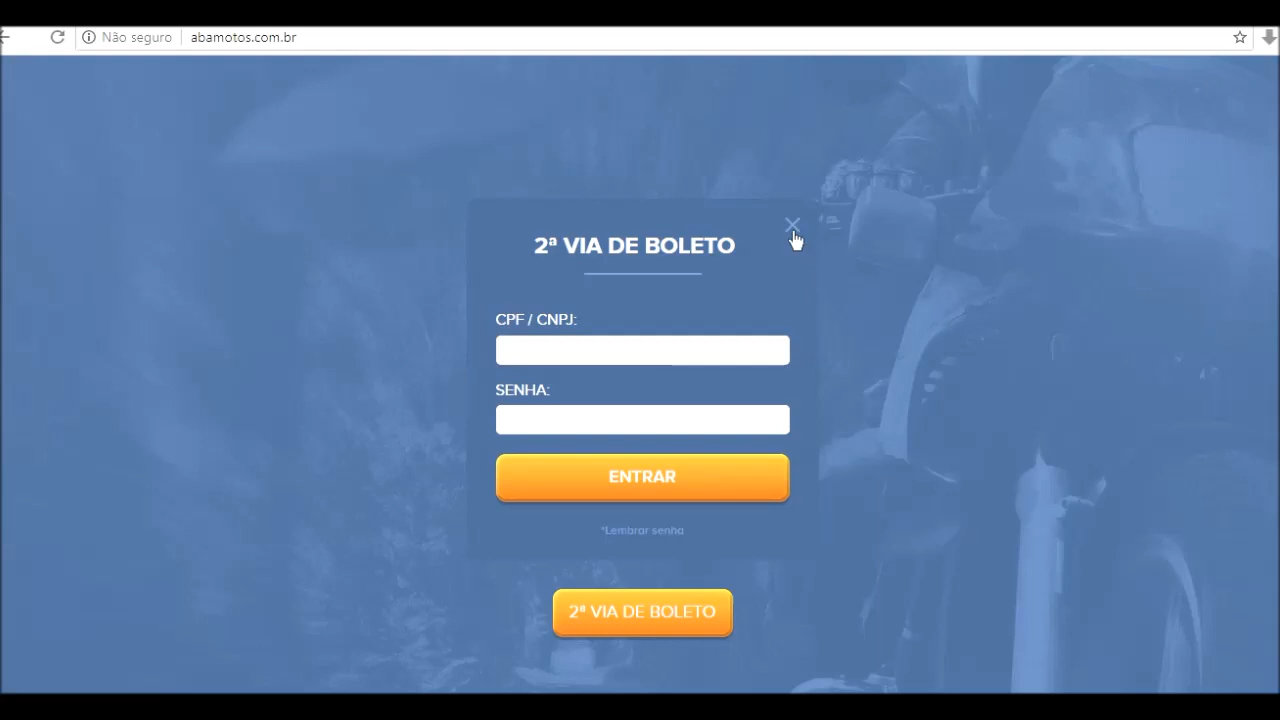 Não seguro abamotos.com.br
2ª VIA DE BOLETO
CPF / CNPJ:
SENHA:
ENTRAR
*Lembrar senha
2ª VIA DE BOLETO